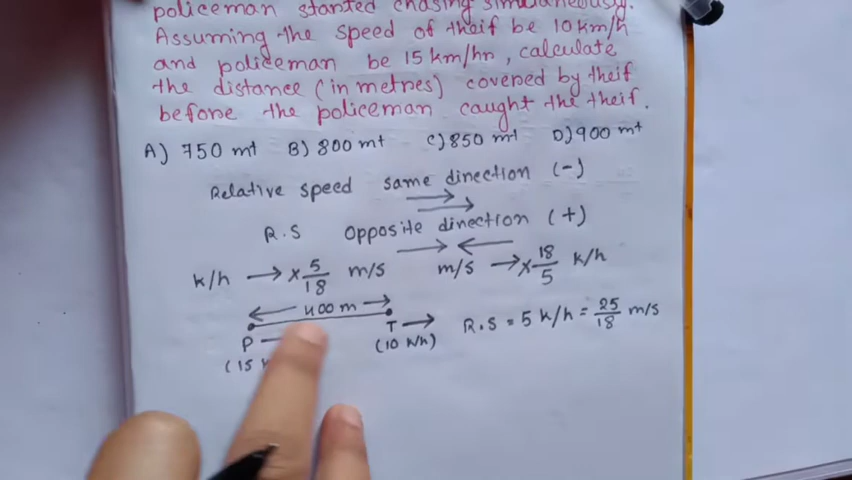 policeman started chasing simultaneously.
Assuming the speed of theif be 10 km/h
and policeman be 15 km/hr, calculate
the distance (in metres) covered by theif
before the policeman caught the theif.
A) 750 mt B) 800 mt C) 850 mt D) 900 mt
Relative speed same direction (-)
R.S opposite direction (+)
k/h → × 5/18 m/s m/s → × 18/5 k/h
400 m
P T → R.S = 5 k/h = 25/18 m/s
(15 (10 k/h)